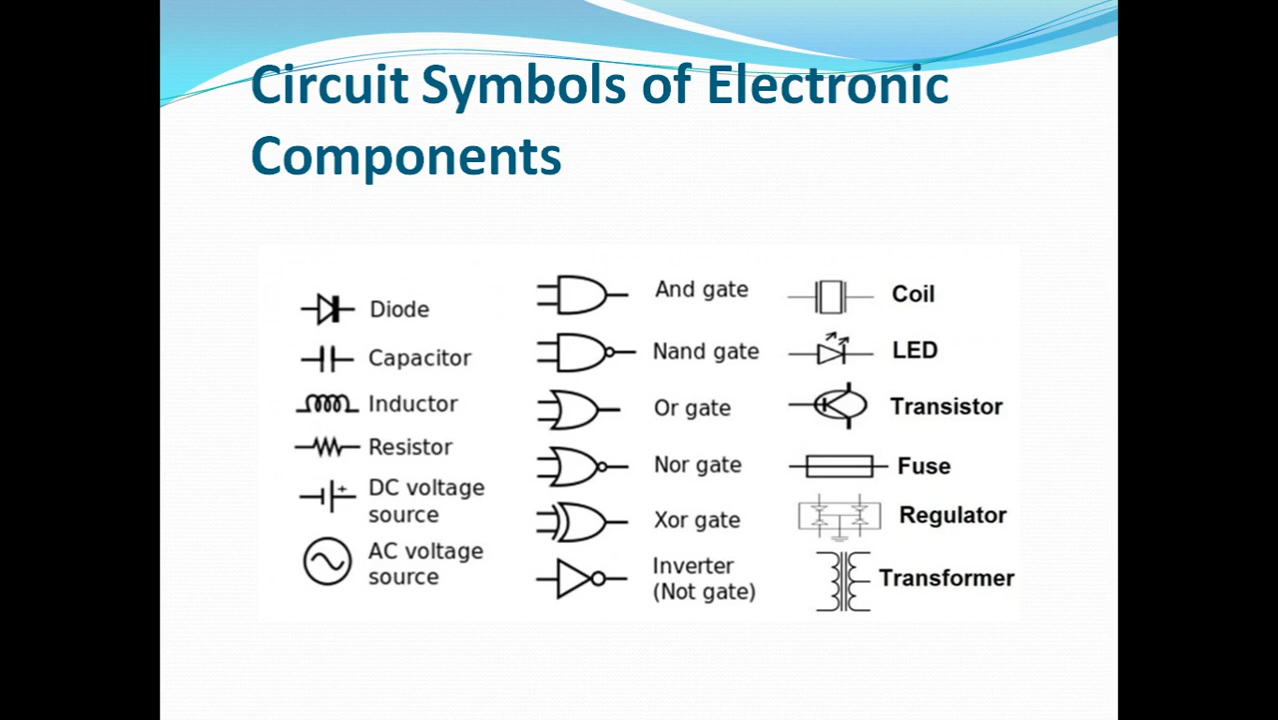 Circuit Symbols of Electronic
Components
Diode
Capacitor
Inductor
Resistor
+
DC voltage
source
AC voltage
source
And gate
Nand gate
Or gate
Nor gate
Xor gate
Inverter
(Not gate)
Coil
LED
Transistor
Fuse
Regulator
Transformer